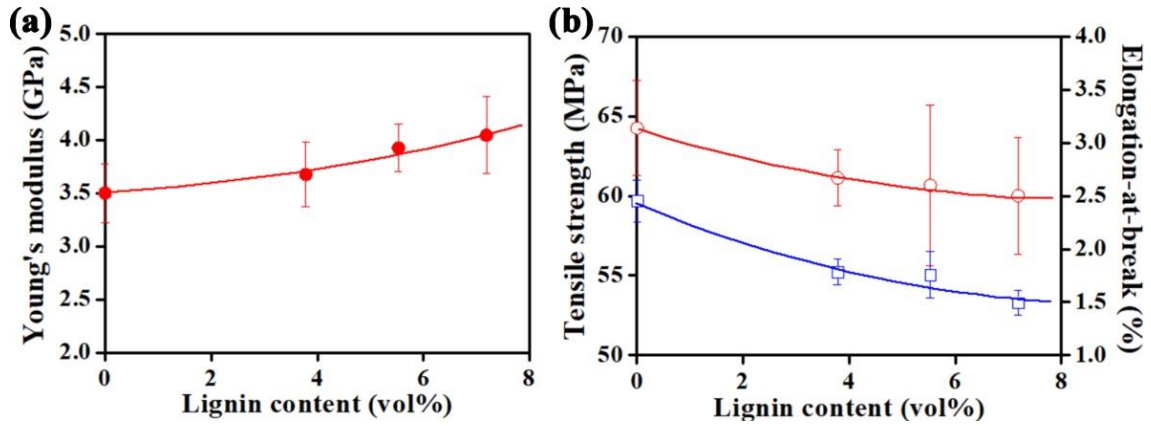 (a)
Young's modulus (GPa)
5.0
4.5
4.0
3.5
3.0
2.5
2.0
0 2 4 6 8
Lignin content (vol%)
(b)
Tensile strength (MPa)
70
65
60
55
50
0 2 4 6 8
Lignin content (vol%)
4.0
3.5
3.0
2.5
2.0
1.5
1.0
Elongation-at-break (%)